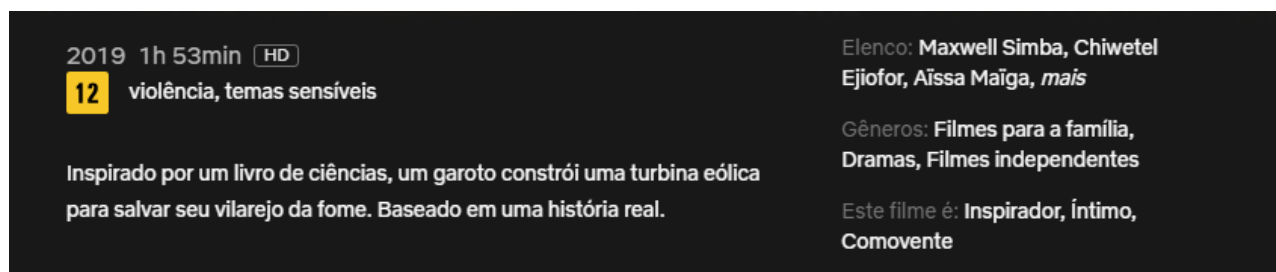 2019 1h 53min HD
12 violência, temas sensíveis
Inspirado por um livro de ciências, um garoto constrói uma turbina eólica
para salvar seu vilarejo da fome. Baseado em uma história real.
Elenco: Maxwell Simba, Chiwetel
Ejiofor, Aïssa Maïga, mais
Gêneros: Filmes para a família,
Dramas, Filmes independentes
Este filme é: Inspirador, Íntimo,
Comovente